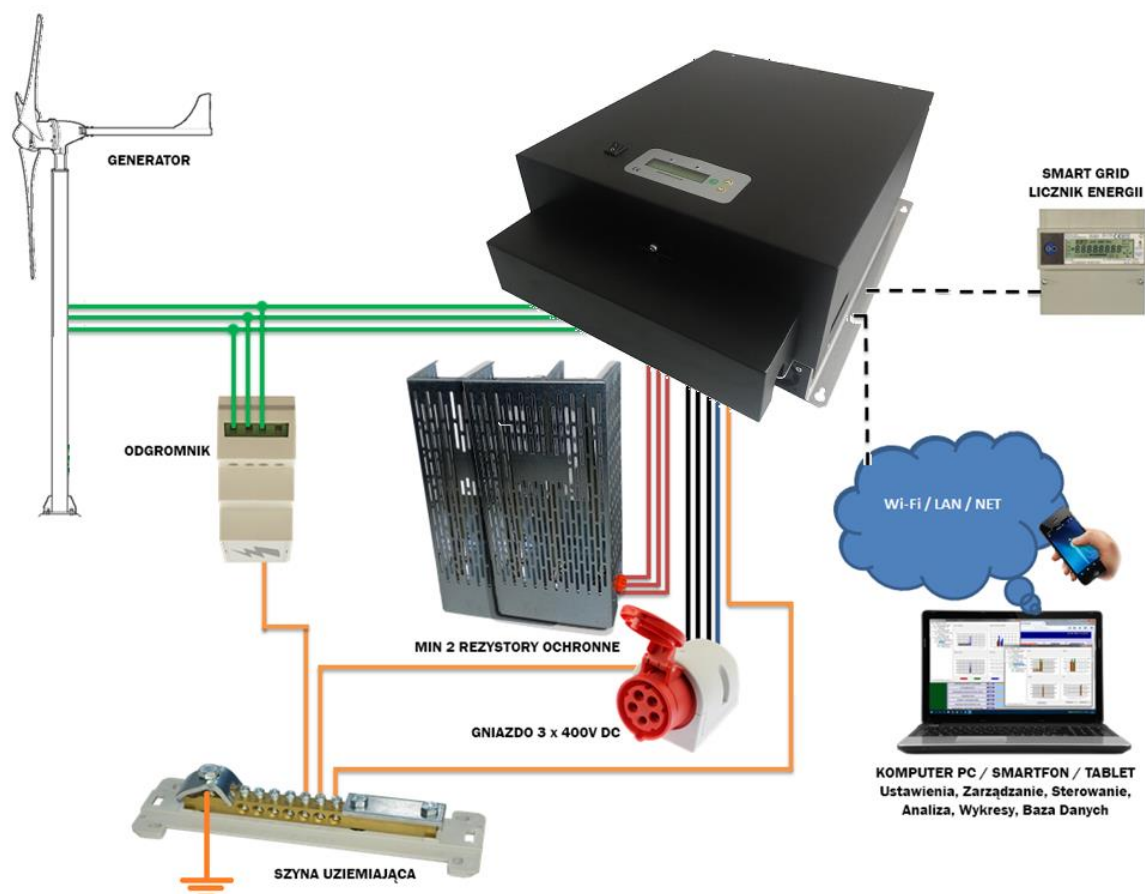 GENERATOR
SMART GRID
LICZNIK ENERGII
ODGROMNIK
Wi-Fi / LAN / NET
MIN 2 REZYSTORY OCHRONNE
GNIAZDO 3 x 400V DC
KOMPUTER PC / SMARTFON / TABLET
Ustawienia, Zarządzanie, Sterowanie,
Analiza, Wykresy, Baza Danych
SZYNA UZIEMIAJĄCA